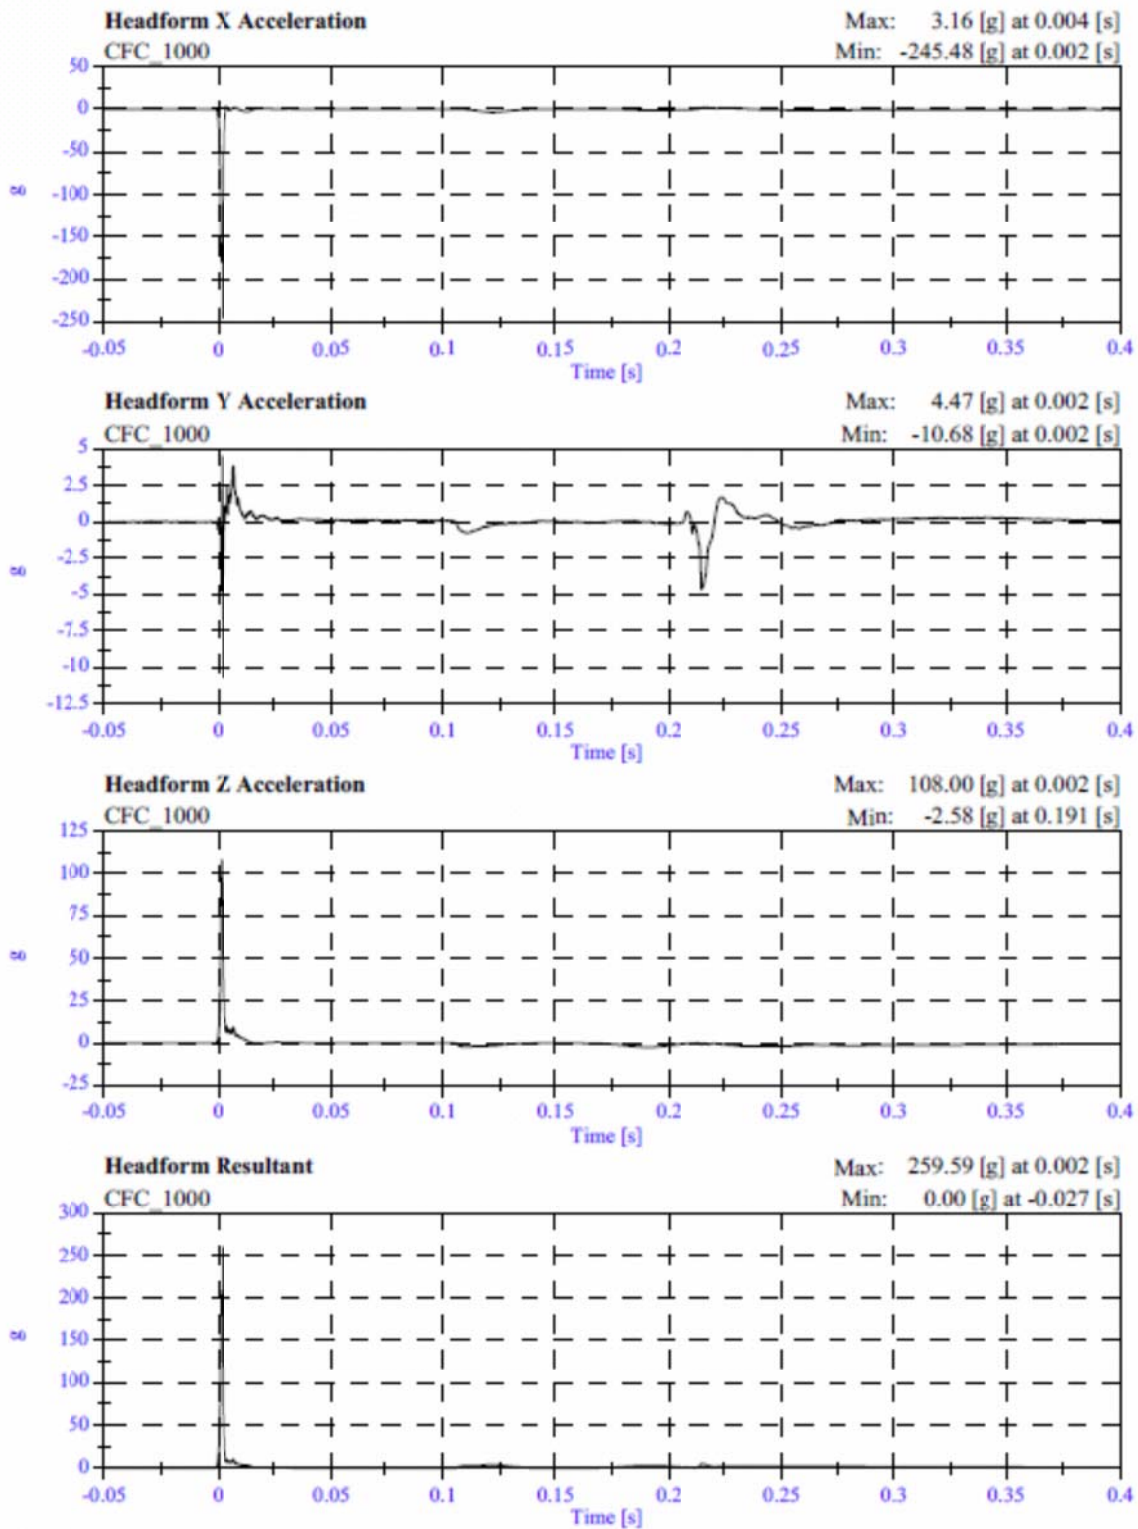 Headform X Acceleration Max: 3.16 [g] at 0.004 [s]
CFC_1000 Min: -245.48 [g] at 0.002 [s]
50
0
-50
-100
g
-150
-200
-250
-0.05 0 0.05 0.1 0.15 0.2 0.25 0.3 0.35 0.4
Time [s]
Headform Y Acceleration Max: 4.47 [g] at 0.002 [s]
CFC_1000 Min: -10.68 [g] at 0.002 [s]
5
2.5
0
-2.5
g
-5
-7.5
-10
-12.5
-0.05 0 0.05 0.1 0.15 0.2 0.25 0.3 0.35 0.4
Time [s]
Headform Z Acceleration Max: 108.00 [g] at 0.002 [s]
CFC_1000 Min: -2.58 [g] at 0.191 [s]
125
100
75
g
50
25
0
-25
-0.05 0 0.05 0.1 0.15 0.2 0.25 0.3 0.35 0.4
Time [s]
Headform Resultant Max: 259.59 [g] at 0.002 [s]
CFC_1000 Min: 0.00 [g] at -0.027 [s]
300
250
200
g
150
100
50
0
-0.05 0 0.05 0.1 0.15 0.2 0.25 0.3 0.35 0.4
Time [s]